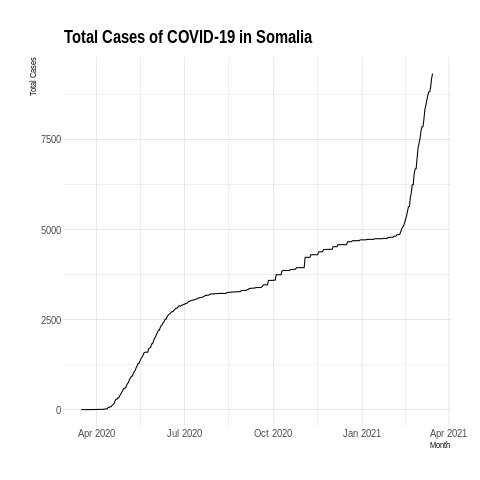 Total Cases of COVID-19 in Somalia
Total Cases
7500
5000
2500
0
Apr 2020
Jul 2020
Oct 2020
Jan 2021
Apr 2021
Month